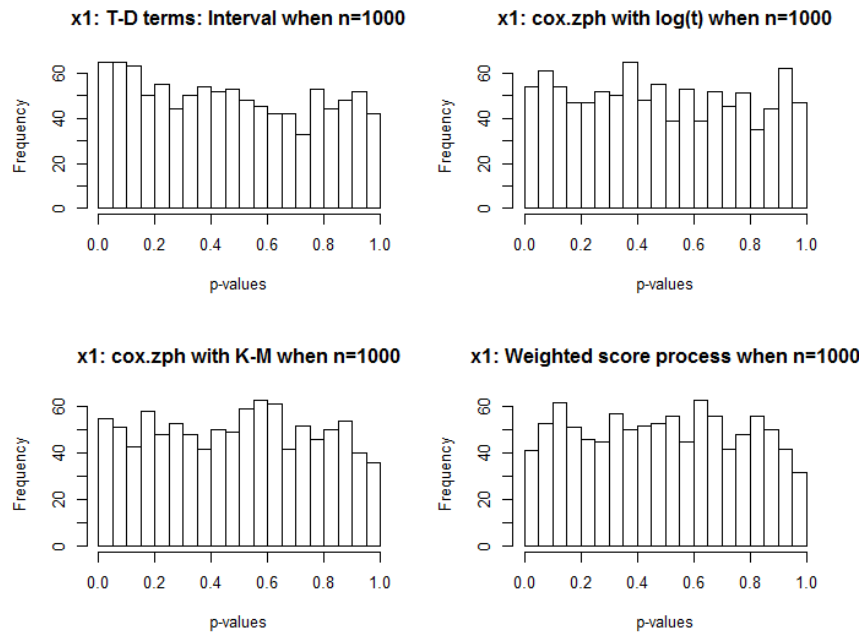 x1: T-D terms: Interval when n=1000
Frequency
0 20 40 60
0.0 0.2 0.4 0.6 0.8 1.0
p-values
x1: cox.zph with log(t) when n=1000
Frequency
0 20 40 60
0.0 0.2 0.4 0.6 0.8 1.0
p-values
x1: cox.zph with K-M when n=1000
Frequency
0 20 40 60
0.0 0.2 0.4 0.6 0.8 1.0
p-values
x1: Weighted score process when n=1000
Frequency
0 20 40 60
0.0 0.2 0.4 0.6 0.8 1.0
p-values